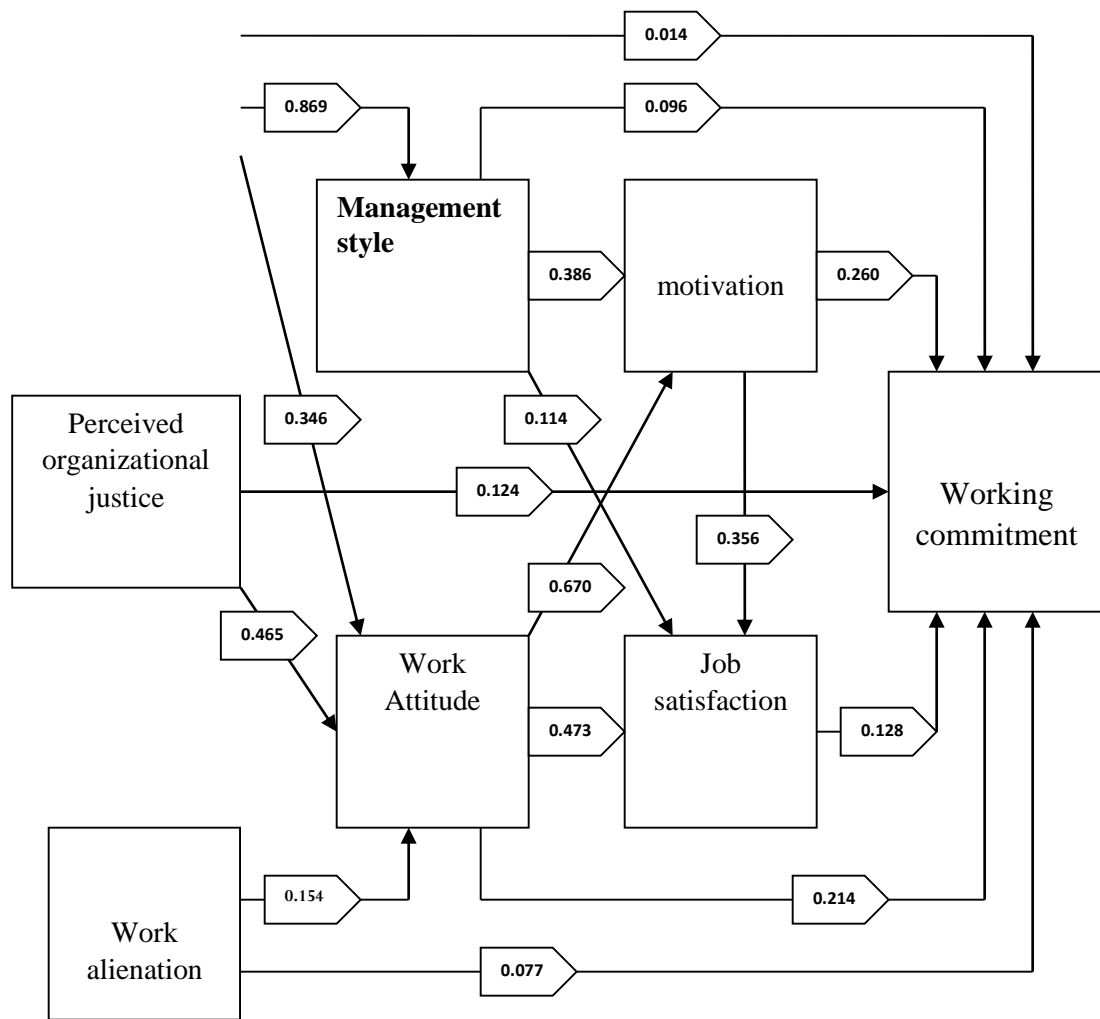 0.014
0.869
0.096
Management
style
0.386
motivation
0.260
Perceived
organizational
justice
0.346
0.114
0.124
Working
commitment
0.356
0.670
0.465
Work
Attitude
Job
satisfaction
0.473
0.128
0.154
0.214
Work
alienation
0.077